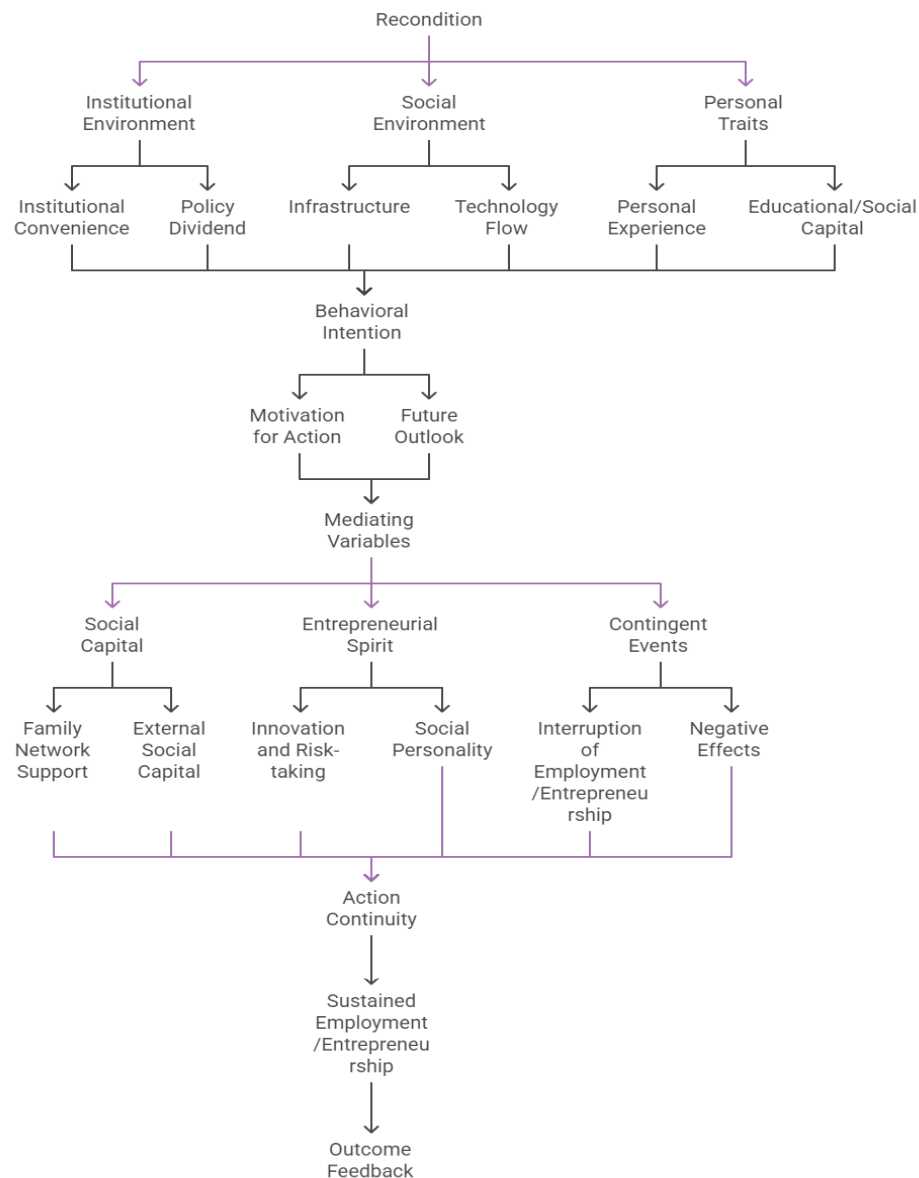 Recondition
Institutional
Environment
Social
Environment
Personal
Traits
Institutional
Convenience
Policy
Dividend
Infrastructure
Technology
Flow
Personal
Experience
Educational/Social
Capital
Behavioral
Intention
Motivation
for Action
Future
Outlook
Mediating
Variables
Social
Capital
Entrepreneurial
Spirit
Contingent
Events
Family
Network
Support
External
Social
Capital
Innovation
and Risk-
taking
Social
Personality
Interruption
of
Employment
/Entrepreneu
rship
Negative
Effects
Action
Continuity
Sustained
Employment
/Entrepreneu
rship
Outcome
Feedback